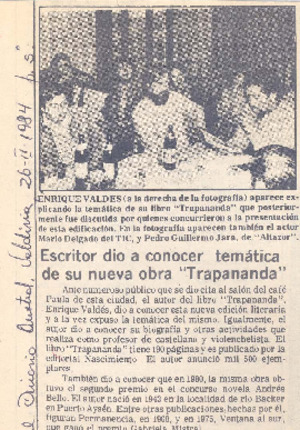 ENRIQUE VALDES (a la derecha de la fotografía) aparece ex-
plicando la temática de su libro "Trapananda" que posterior-
mente fue discutida por quienes concurrieron a la presentación
de esta edificación. En la fotografía aparecen también el actor
Mario Delgado del TIC, y Pedro Guillermo Jara, de "Altazor".
Escritor dio a conocer temática
de su nueva obra "Trapananda"
Ante numeroso público que se dio cita al salón del café
Paula de esta ciudad, el autor del libro "Trapananda",
Enrique Valdés, dio a conocer esta nueva edición literaria
y a la vez expuso la temática del mismo. Igualmente, el
autor dio a conocer su biografía y otras actividades que
realiza como profesor de castellano y violenchelista. El
libro "Trapananda" tiene 190 páginas y es publicado por la
editorial Nascimento. El autor anunció mil 500 ejem-
plares
También dio a conocer que en 1980, la misma obra ob-
tuvo el segundo premio en el concurso novela Andrés
Bello. El autor nació en 1943 en la localidad de río Backer
en Puerto Aysén. Entre otras publicaciones hechas por él,
figuran: Permanencia, en 1968, y en 1975, Ventana al sur,
que ganó el premio Gabriela Mistral
26-II-1984 p. 5